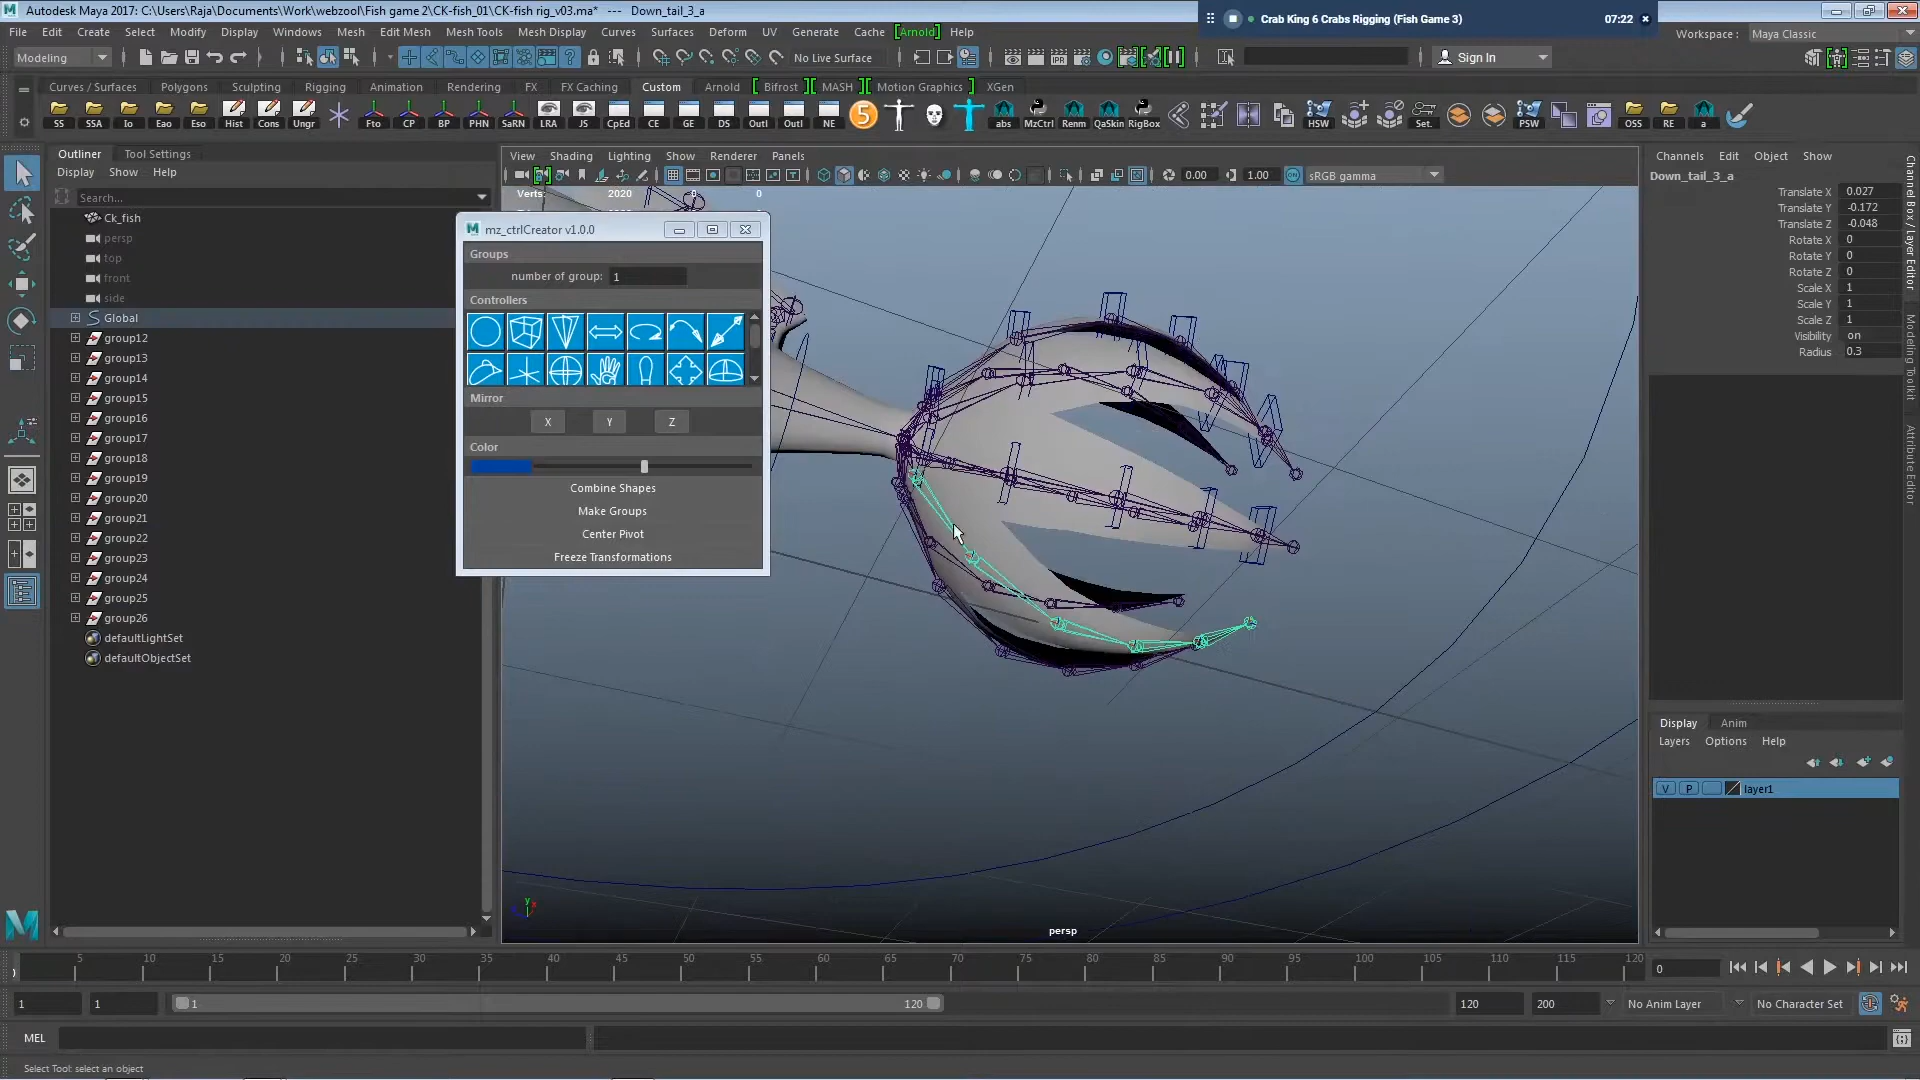 Autodesk Maya 2017: C:\Users\Raja\Documents\Work\webzool\Fish game 2\CK-fish_01\CK-fish rig_v03.ma* --- Down_tail_3_a
Crab King 6 Crabs Rigging (Fish Game 3) 07:22
File Edit Create Select Modify Display Windows Mesh Edit Mesh Mesh Tools Mesh Display Curves Surfaces Deform UV Generate Cache [Arnold] Help
Workspace : Maya Classic
Modeling No Live Surface Sign In
Curves / Surfaces Polygons Sculpting Rigging Animation Rendering FX FX Caching Custom Arnold Bifrost MASH Motion Graphics XGen
SS SSA Io Eao Eso Hist Cons Ungr Fto CP BP PHN SaRN LRA JS CpEd CE GE DS Outl Outl NE 5 abs MzCtrl Renm QaSkin RigBox HSW Set. PSW OSS RE a
Outliner Tool Settings
Display Show Help
Search...
Ck_fish
persp
top
front
side
Global
group12
group13
group14
group15
group16
group17
group18
group19
group20
group21
group22
group23
group24
group25
group26
defaultLightSet
defaultObjectSet
View Shading Lighting Show Renderer Panels
0.00 1.00 sRGB gamma
Verts: 2020 0 0
mz_ctrlCreator v1.0.0
Groups
number of group: 1
Controllers
Mirror
X Y Z
Color
Combine Shapes
Make Groups
Center Pivot
Freeze Transformations
persp
Channels Edit Object Show
Down_tail_3_a
Translate X 0.027
Translate Y -0.172
Translate Z -0.048
Rotate X 0
Rotate Y 0
Rotate Z 0
Scale X 1
Scale Y 1
Scale Z 1
Visibility on
Radius 0.3
Channel Box / Layer Editor
Modeling Toolkit
Attribute Editor
Display Anim
Layers Options Help
V P layer1
5 10 15 20 25 30 35 40 45 50 55 60 65 70 75 80 85 90 95 100 105 110 115 120
0
1 1 1 120 120 200 No Anim Layer No Character Set
MEL
Select Tool: select an object